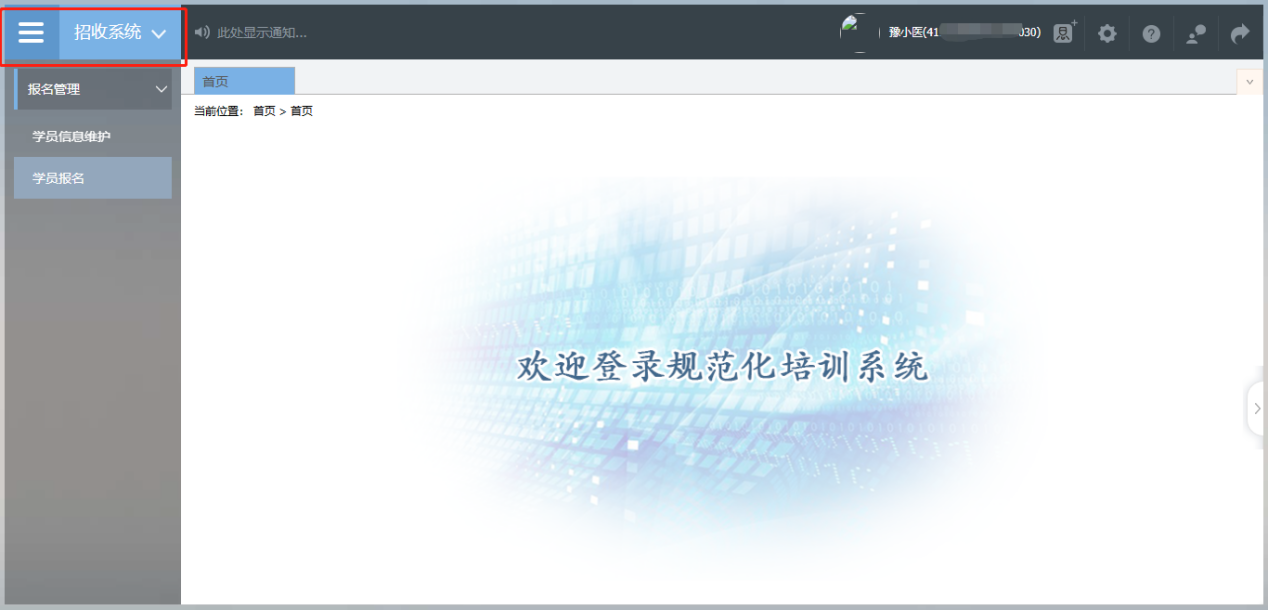 招收系统
此处显示通知...
豫小医(41 030)
报名管理
学员信息维护
学员报名
首页
当前位置： 首页 > 首页
欢迎登录规范化培训系统